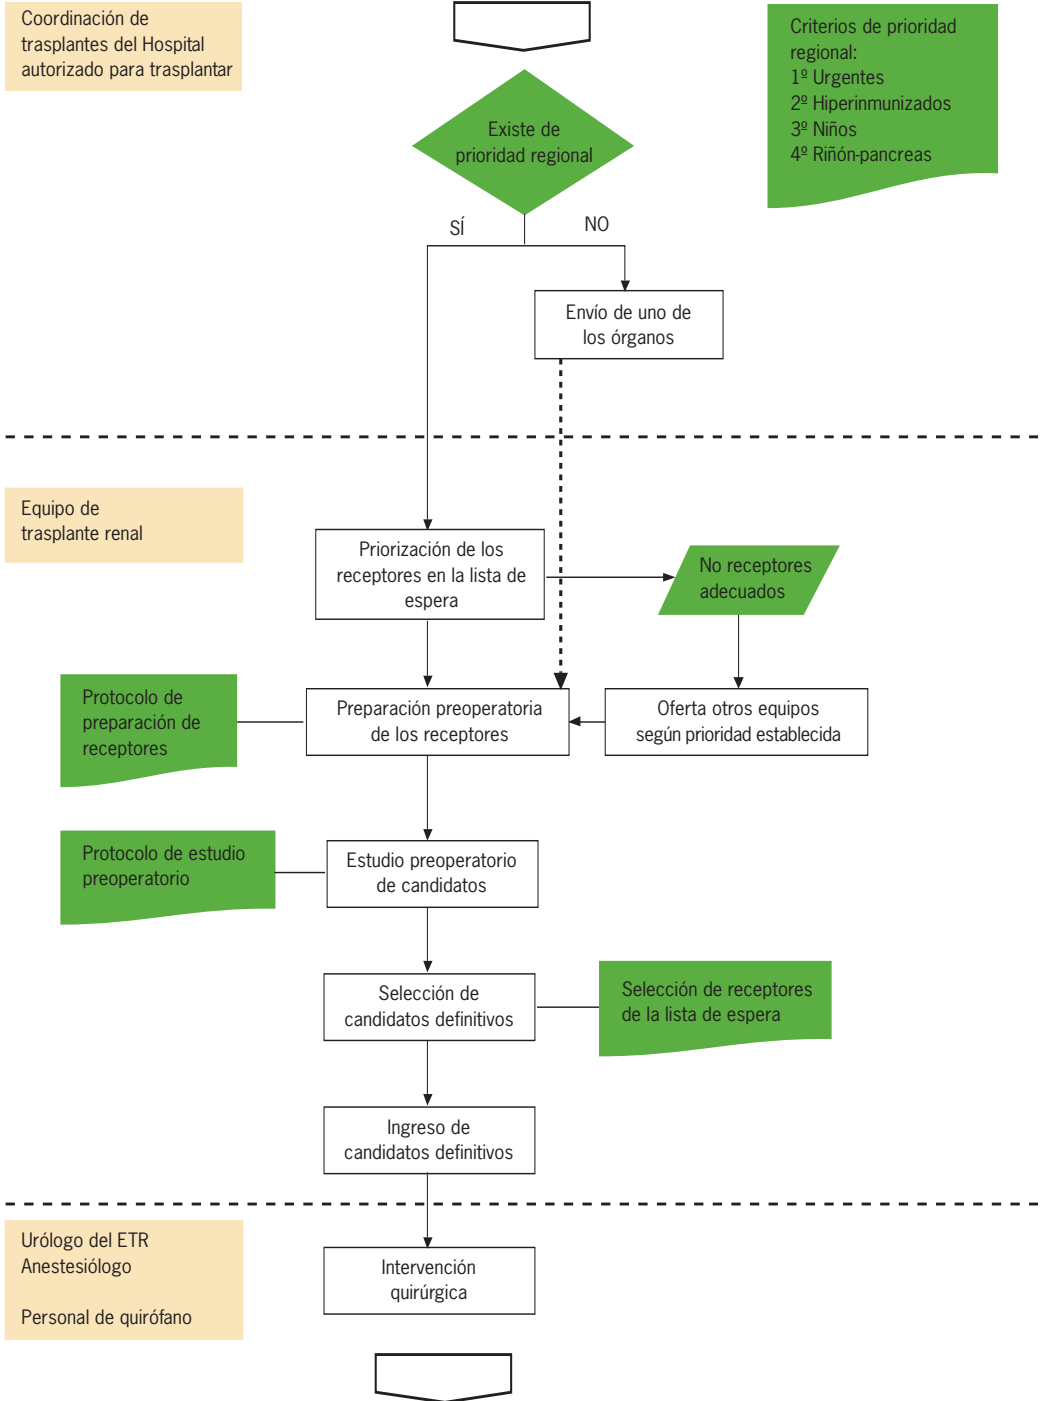 Coordinación de
trasplantes del Hospital
autorizado para trasplantar
Criterios de prioridad
regional:
1º Urgentes
2º Hiperinmunizados
3º Niños
4º Riñón-pancreas
Existe de
prioridad regional
SÍ
NO
Envío de uno de
los órganos
Equipo de
trasplante renal
Priorización de los
receptores en la lista de
espera
No receptores
adecuados
Protocolo de
preparación de
receptores
Preparación preoperatoria
de los receptores
Oferta otros equipos
según prioridad establecida
Protocolo de estudio
preoperatorio
Estudio preoperatorio
de candidatos
Selección de
candidatos definitivos
Selección de receptores
de la lista de espera
Ingreso de
candidatos definitivos
Urólogo del ETR
Anestesiólogo
Personal de quirófano
Intervención
quirúrgica